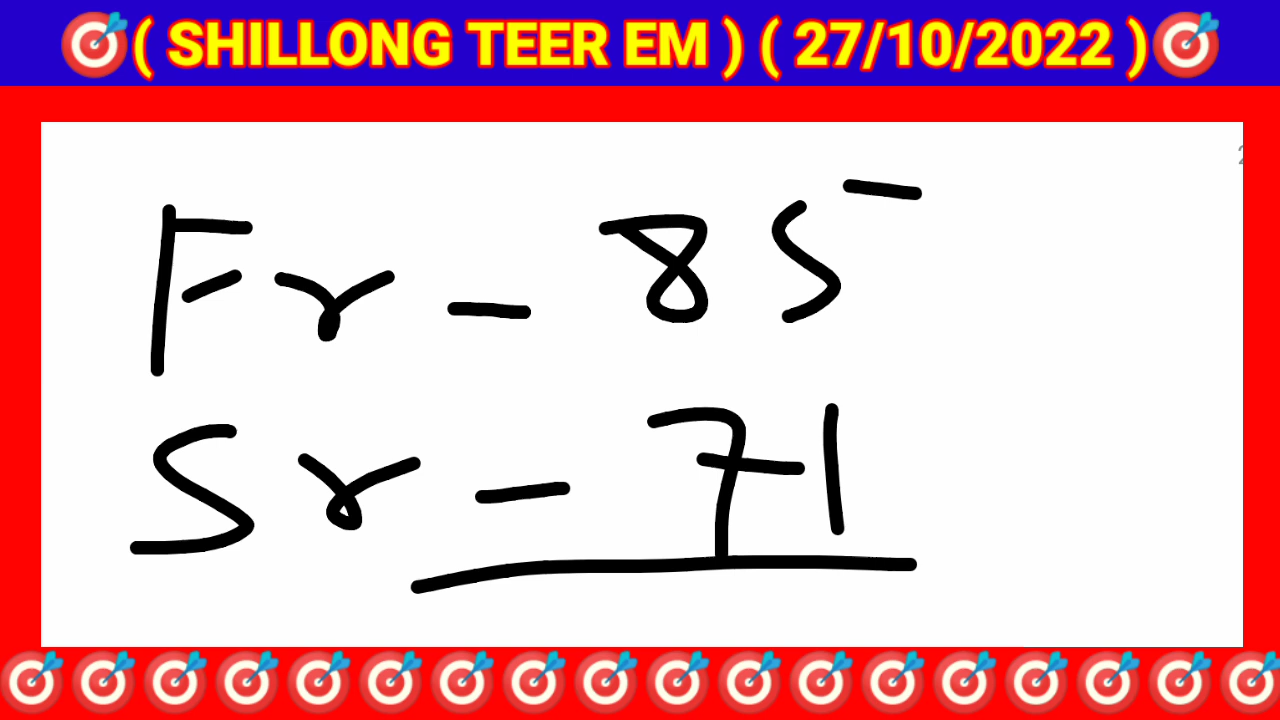 🎯( SHILLONG TEER EM ) ( 27/10/2022 )🎯
Fr - 85
Sr - 71